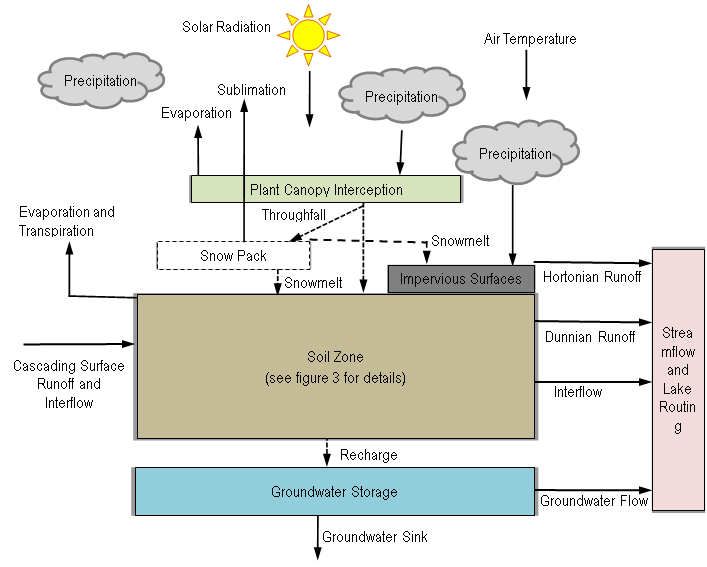 Solar Radiation
Air Temperature
Precipitation
Sublimation
Precipitation
Evaporation
Precipitation
Plant Canopy Interception
Evaporation and
Transpiration
Throughfall
Snow Pack
Snowmelt
Snowmelt
Impervious Surfaces
Hortonian Runoff
Dunnian Runoff
Strea
mflow
and
Lake
Routin
g
Soil Zone
(see figure 3 for details)
Cascading Surface
Runoff and
Interflow
Interflow
Recharge
Groundwater Storage
Groundwater Flow
Groundwater Sink